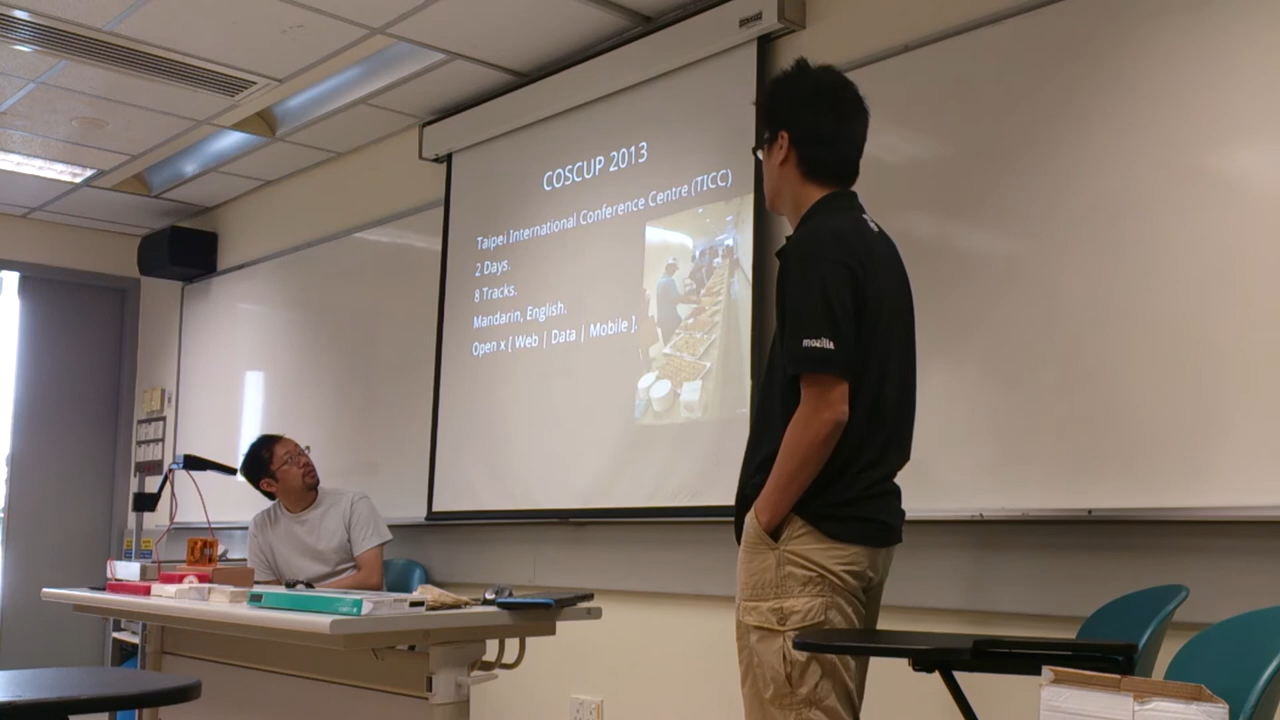 COSCUP 2013
Taipei International Conference Centre (TICC)
2 Days.
8 Tracks.
Mandarin, English.
Open x [ Web | Data | Mobile ].
mozilla